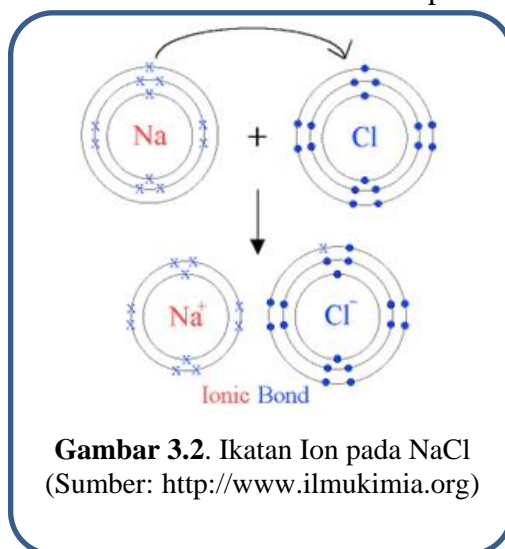 Na + Cl
Na⁺ Cl⁻
Ionic Bond
Gambar 3.2. Ikatan Ion pada NaCl
(Sumber: http://www.ilmukimia.org)